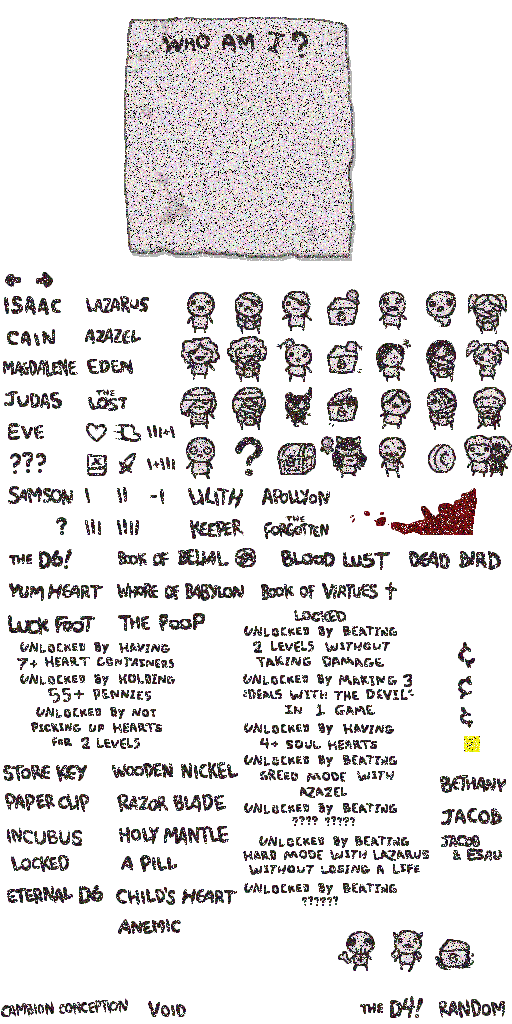 WHO AM I?
ISAAC LAZARUS
CAIN AZAZEL
MAGDALENE EDEN
JUDAS THE LOST
EVE
???
III+I
I+III
?
SAMSON I II -I LILITH APOLLYON
? III IIII KEEPER THE FORGOTTEN
THE D6! BOOK OF BELIAL BLOOD LUST DEAD BIRD
YUM HEART WHORE OF BABYLON BOOK OF VIRTUES
LUCK FOOT THE POOP
UNLOCKED BY HAVING
7+ HEART CONTAINERS
UNLOCKED BY HOLDING
55+ PENNIES
UNLOCKED BY NOT
PICKING UP HEARTS
FOR 2 LEVELS
LOCKED
UNLOCKED BY BEATING
2 LEVELS WITHOUT
TAKING DAMAGE
UNLOCKED BY MAKING 3
"DEALS WITH THE DEVIL"
IN 1 GAME
UNLOCKED BY HAVING
4+ SOUL HEARTS
UNLOCKED BY BEATING
GREED MODE WITH
AZAZEL
UNLOCKED BY BEATING
???? ?????
UNLOCKED BY BEATING
HARD MODE WITH LAZARUS
WITHOUT LOSING A LIFE
UNLOCKED BY BEATING
??????
STORE KEY WOODEN NICKEL
PAPER CLIP RAZOR BLADE
INCUBUS HOLY MANTLE
LOCKED A PILL
ETERNAL D6 CHILD'S HEART
ANEMIC
BETHANY
JACOB
JACOB
& ESAU
CAMBION CONCEPTION VOID THE D4! RANDOM